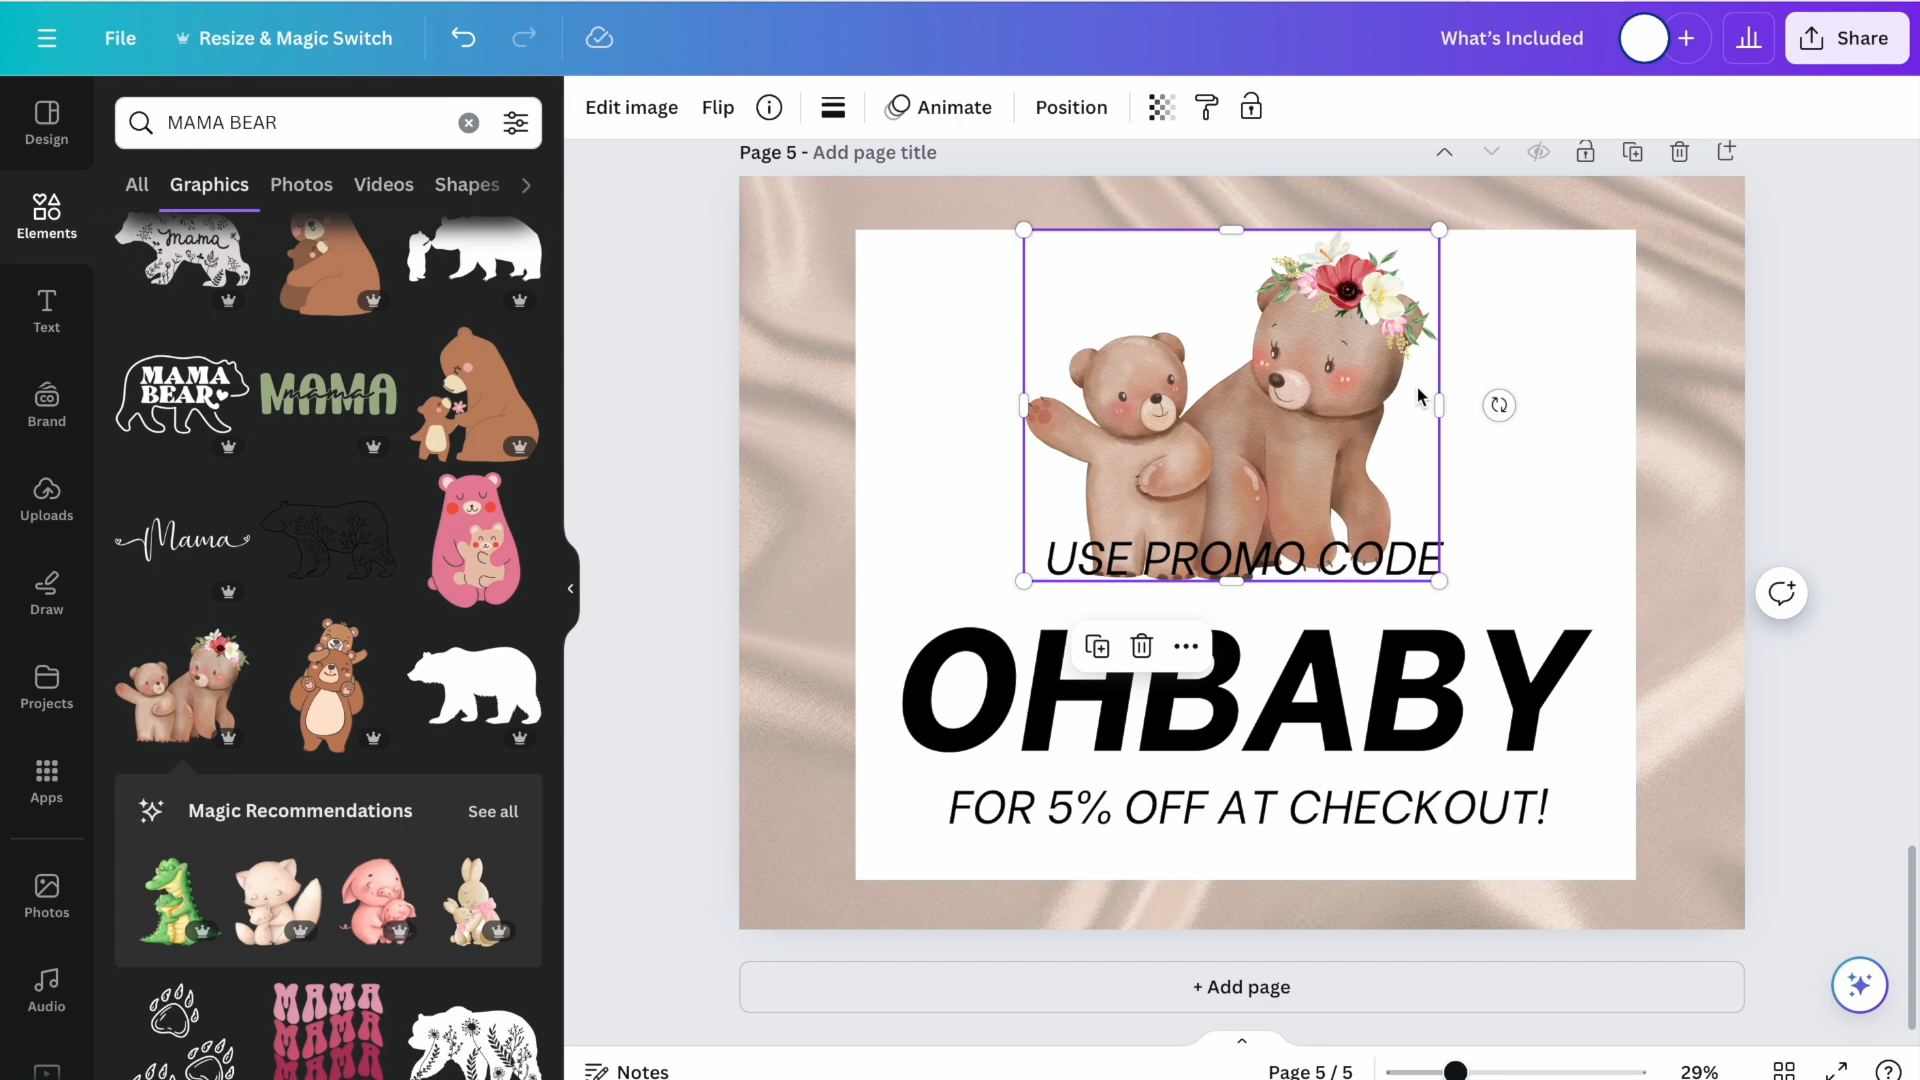 File
Resize & Magic Switch
What's Included
Share
Design
Elements
Text
Brand
Uploads
Draw
Projects
Apps
Photos
Audio
MAMA BEAR
All
Graphics
Photos
Videos
Shapes
mama
MAMA
BEAR
MAMA
mama
Mama
Magic Recommendations
See all
MAMA
MAMA
MAMA
Edit image
Flip
Animate
Position
Page 5 - Add page title
USE PROMO CODE
OHBABY
FOR 5% OFF AT CHECKOUT!
+ Add page
Notes
Page 5 / 5
29%